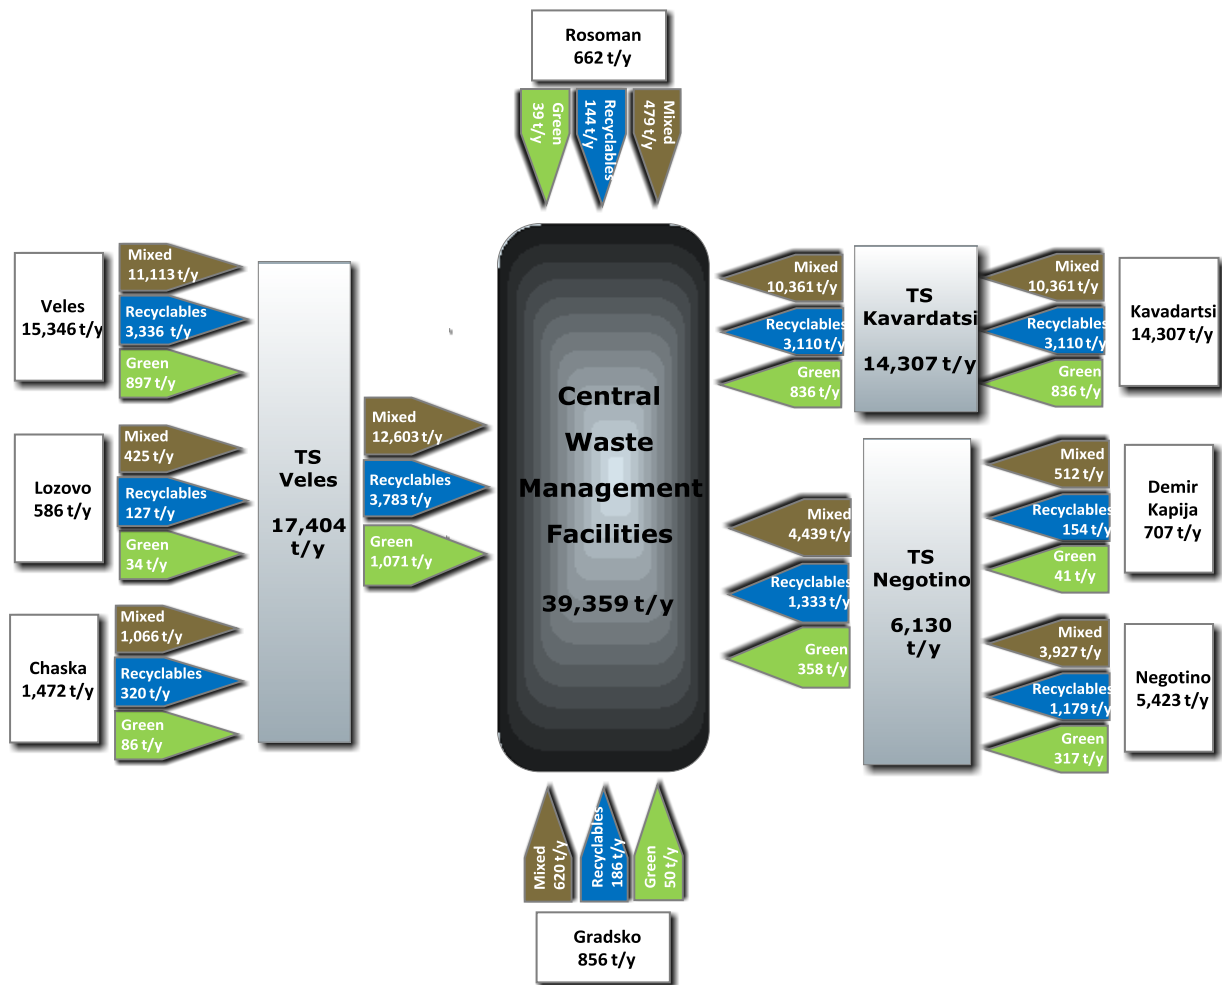 Rosoman
662 t/y
Green
39 t/y
Recyclables
144 t/y
Mixed
479 t/y
Veles
15,346 t/y
Mixed
11,113 t/y
Recyclables
3,336 t/y
Green
897 t/y
Lozovo
586 t/y
Mixed
425 t/y
Recyclables
127 t/y
Green
34 t/y
Chaska
1,472 t/y
Mixed
1,066 t/y
Recyclables
320 t/y
Green
86 t/y
TS
Veles
17,404
t/y
Mixed
12,603 t/y
Recyclables
3,783 t/y
Green
1,071 t/y
Central
Waste
Management
Facilities
39,359 t/y
Mixed
10,361 t/y
Recyclables
3,110 t/y
Green
836 t/y
TS
Kavardatsi
14,307 t/y
Mixed
10,361 t/y
Recyclables
3,110 t/y
Green
836 t/y
Kavadartsi
14,307 t/y
Mixed
4,439 t/y
Recyclables
1,333 t/y
Green
358 t/y
TS
Negotino
6,130
t/y
Mixed
512 t/y
Recyclables
154 t/y
Green
41 t/y
Demir
Kapija
707 t/y
Mixed
3,927 t/y
Recyclables
1,179 t/y
Green
317 t/y
Negotino
5,423 t/y
Mixed
620 t/y
Recyclables
186 t/y
Green
50 t/y
Gradsko
856 t/y